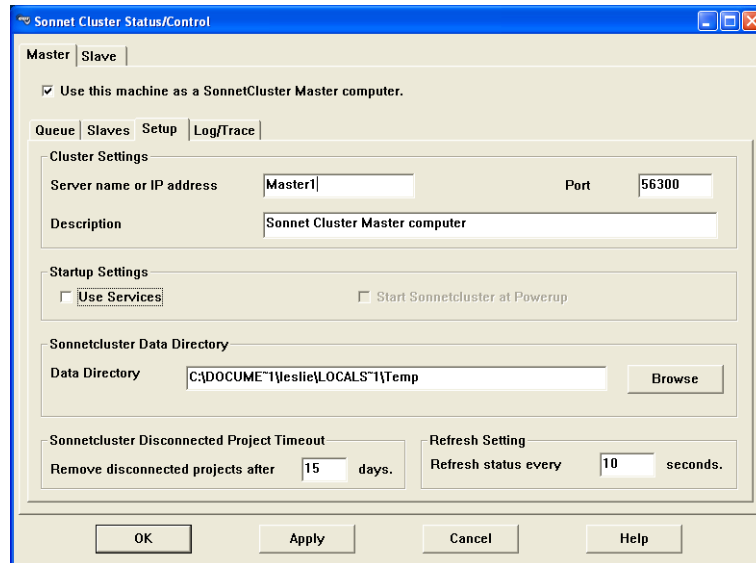 Sonnet Cluster Status/Control
Master Slave
Use this machine as a SonnetCluster Master computer.
Queue Slaves Setup Log/Trace
Cluster Settings
Server name or IP address Master1 Port 56300
Description Sonnet Cluster Master computer
Startup Settings
Use Services Start Sonnetcluster at Powerup
Sonnetcluster Data Directory
Data Directory C:\DOCUME~1\leslie\LOCALS~1\Temp Browse
Sonnetcluster Disconnected Project Timeout Refresh Setting
Remove disconnected projects after 15 days. Refresh status every 10 seconds.
OK Apply Cancel Help